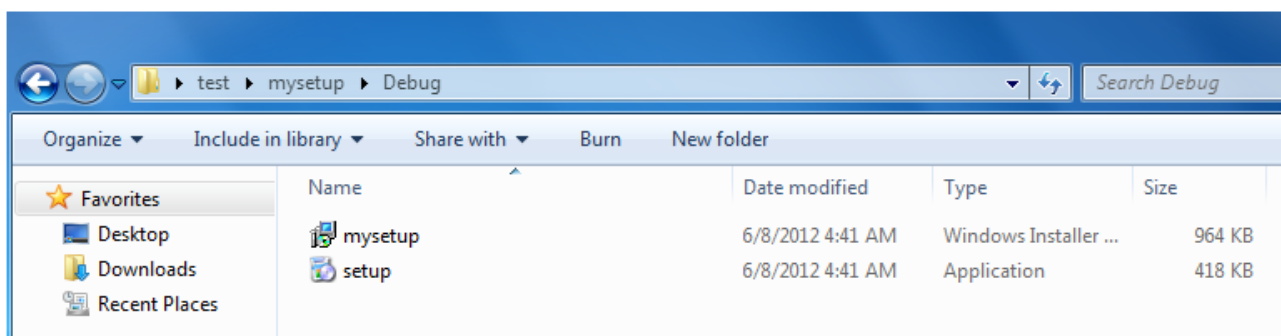 test mysetup Debug Search Debug
Organize Include in library Share with Burn New folder
Favorites
Desktop
Downloads
Recent Places
Name Date modified Type Size
mysetup 6/8/2012 4:41 AM Windows Installer ... 964 KB
setup 6/8/2012 4:41 AM Application 418 KB